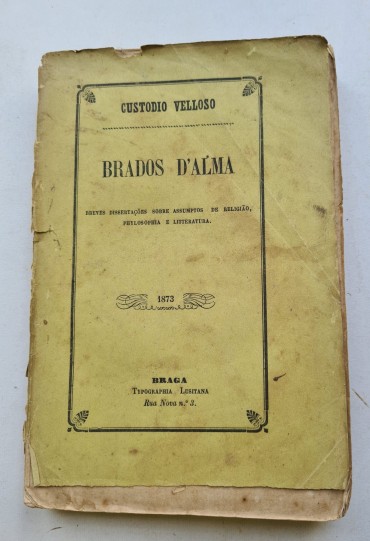 CUSTODIO VELLOSO
BRADOS D'ALMA
BREVES DISSERTAÇÕES SOBRE ASSUMPTOS DE RELIGIÃO,
PHYLOSOPHIA E LITTERATURA.
1873
BRAGA
TYPOGRAPHIA LUSITANA
Rua Nova n.º 3.